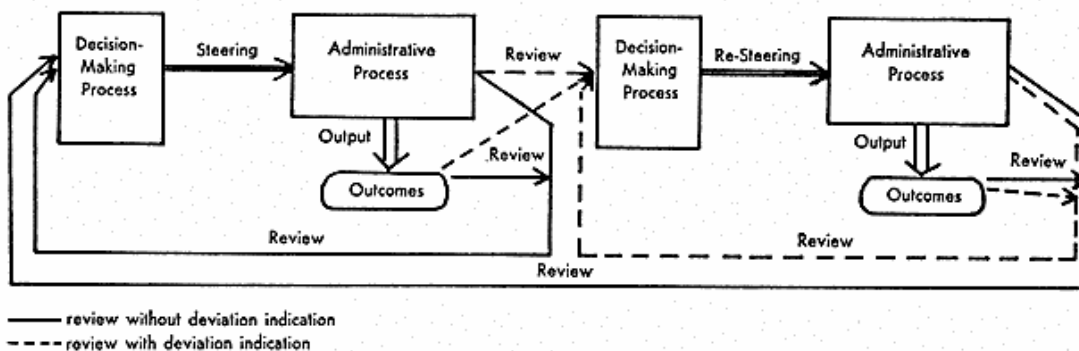 Decision-
Making
Process
Steering
Administrative
Process
Review
Decision-
Making
Process
Re-Steering
Administrative
Process
Output
Review
Outcomes
Output
Review
Outcomes
Review
Review
Review
review without deviation indication
review with deviation indication